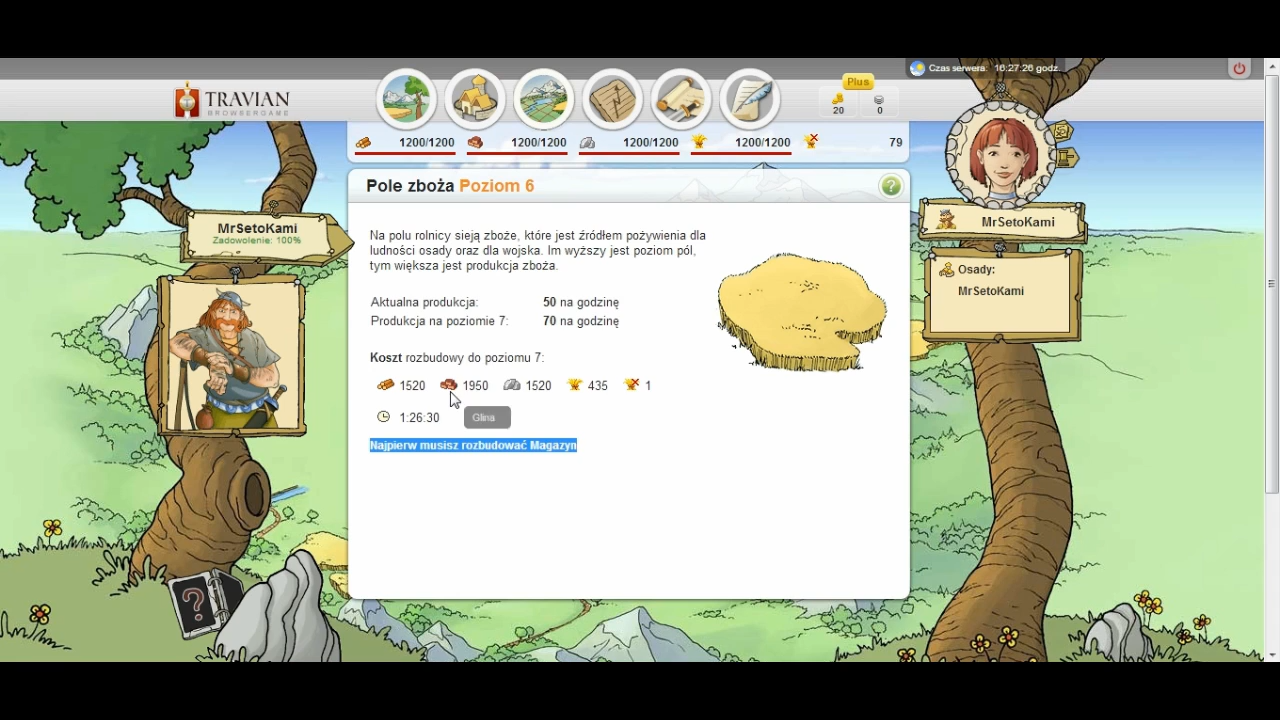 Czas serwera: 16:27:26 godz.
TRAVIAN
BROWSERGAME
Plus
20
0
1200/1200
1200/1200
1200/1200
1200/1200
79
Pole zboża Poziom 6
?
MrSetoKami
Zadowolenie: 100%
MrSetoKami
Osady:
MrSetoKami
Na polu rolnicy sieją zboże, które jest źródłem pożywienia dla
ludności osady oraz dla wojska. Im wyższy jest poziom pól,
tym większa jest produkcja zboża.
Aktualna produkcja: 50 na godzinę
Produkcja na poziomie 7: 70 na godzinę
Koszt rozbudowy do poziomu 7:
1520 1950 1520 435 1
1:26:30
Glina
Najpierw musisz rozbudować Magazyn
?